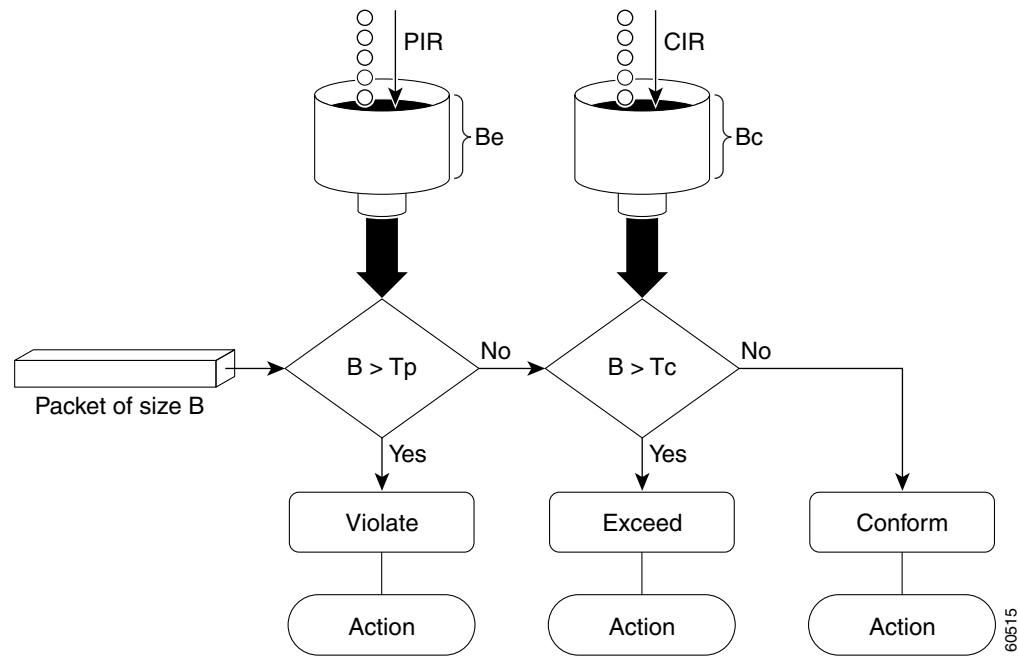 PIR
CIR
Be
Bc
B > Tp
No
B > Tc
No
Packet of size B
Yes
Yes
Violate
Exceed
Conform
Action
Action
Action
60515